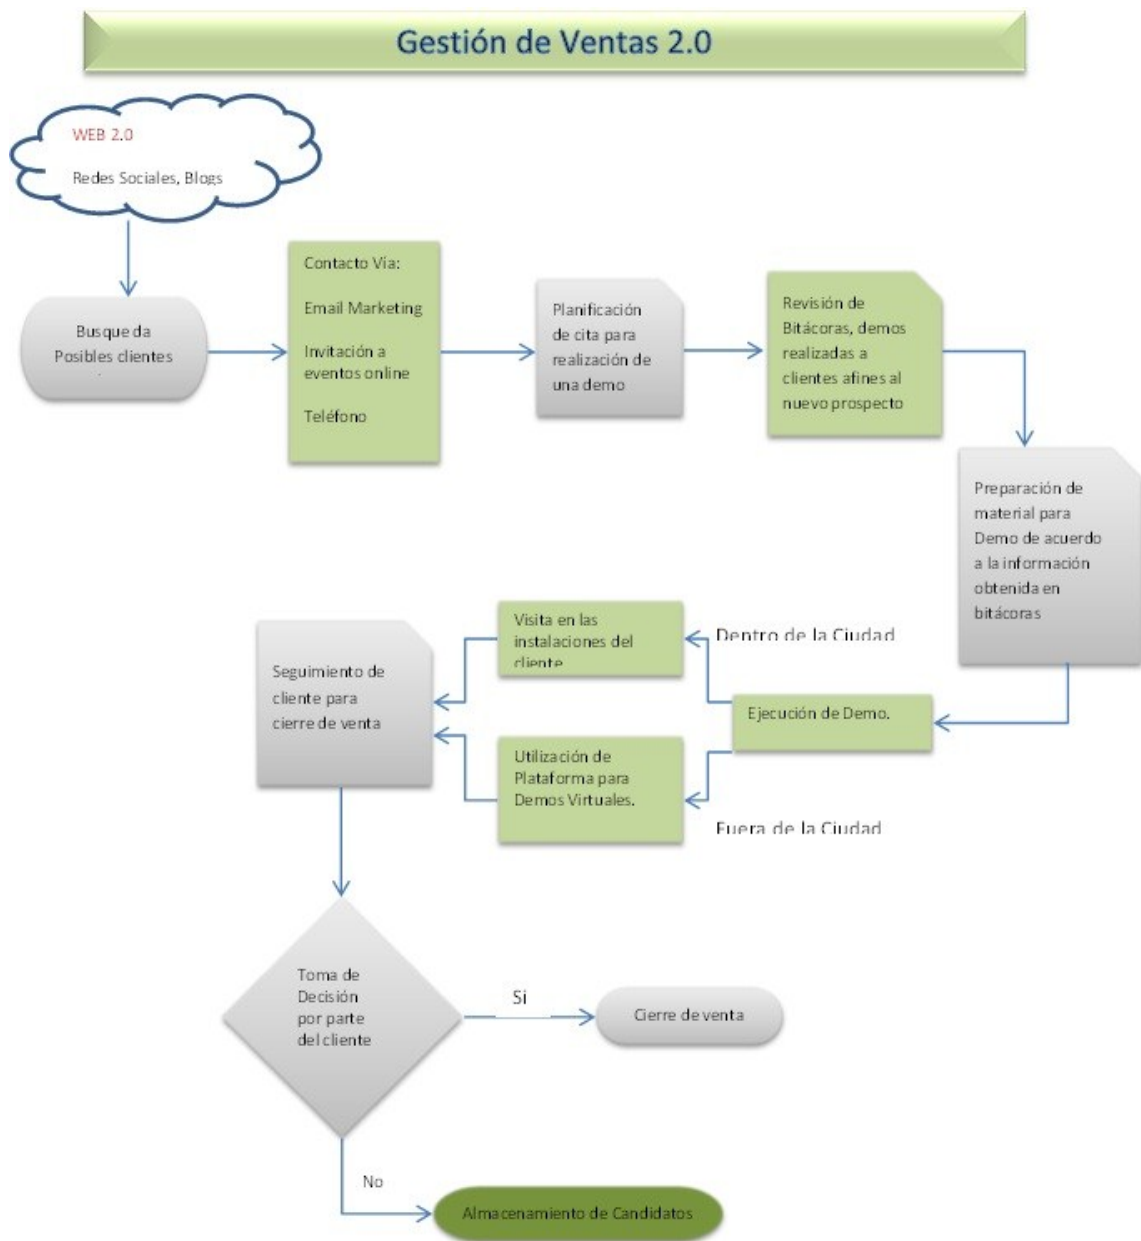 Gestión de Ventas 2.0
WEB 2.0
Redes Sociales, Blogs
Busque da
Posibles clientes
Contacto Via:
Email Marketing
Invitación a
eventos online
Teléfono
Planificación
de cita para
realización de
una demo
Revisión de
Bitácoras, demos
realizadas a
clientes afines al
nuevo prospecto
Preparación de
material para
Demo de acuerdo
a la información
obtenida en
bitácoras
Visita en las
instalaciones del
cliente
Dentro de la Ciudad
Seguimiento de
cliente para
cierre de venta
Ejecución de Demo.
Utilización de
Plataforma para
Demos Virtuales.
Fuera de la Ciudad
Toma de
Decisión
por parte
del cliente
Si
Cierre de venta
No
Almacenamiento de Candidatos